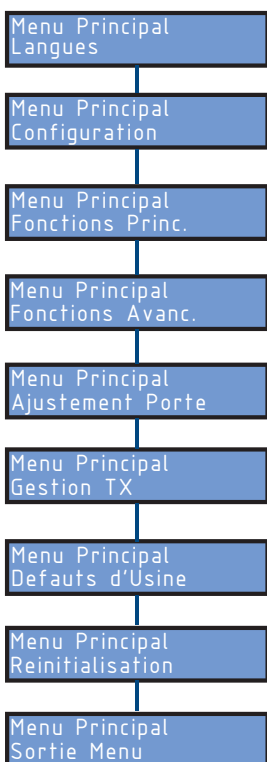 Menu Principal
Langues
Menu Principal
Configuration
Menu Principal
Fonctions Princ.
Menu Principal
Fonctions Avanc.
Menu Principal
Ajustement Porte
Menu Principal
Gestion TX
Menu Principal
Defauts d'Usine
Menu Principal
Reinitialisation
Menu Principal
Sortie Menu